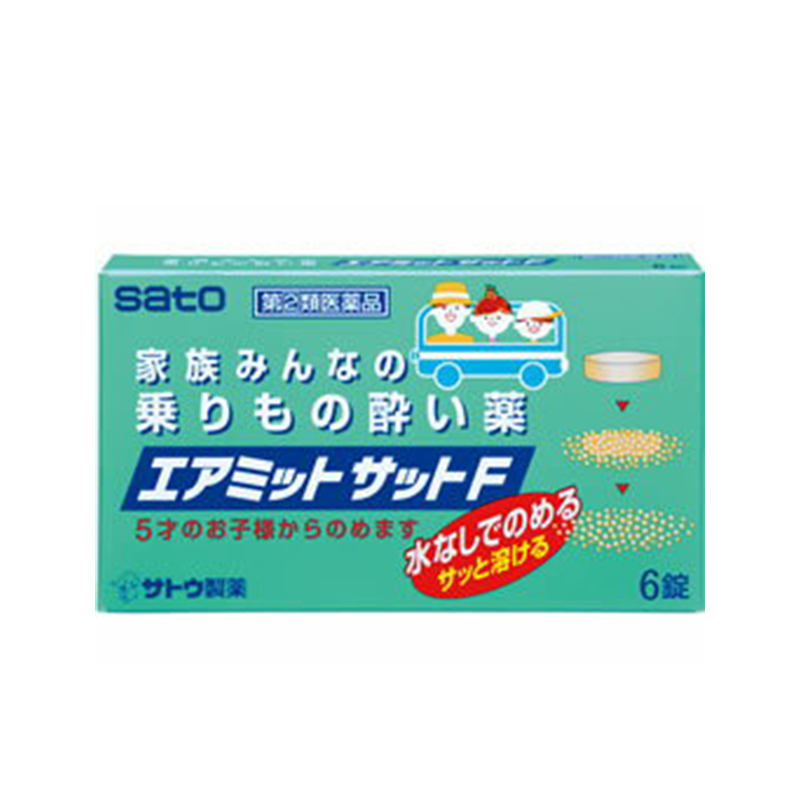 sato
第2類医薬品
家族みんなの
乗りもの酔い薬
エアミット サットF
5才のお子様からのめます
水なしでのめる
サッと溶ける
サトウ製薬
6錠